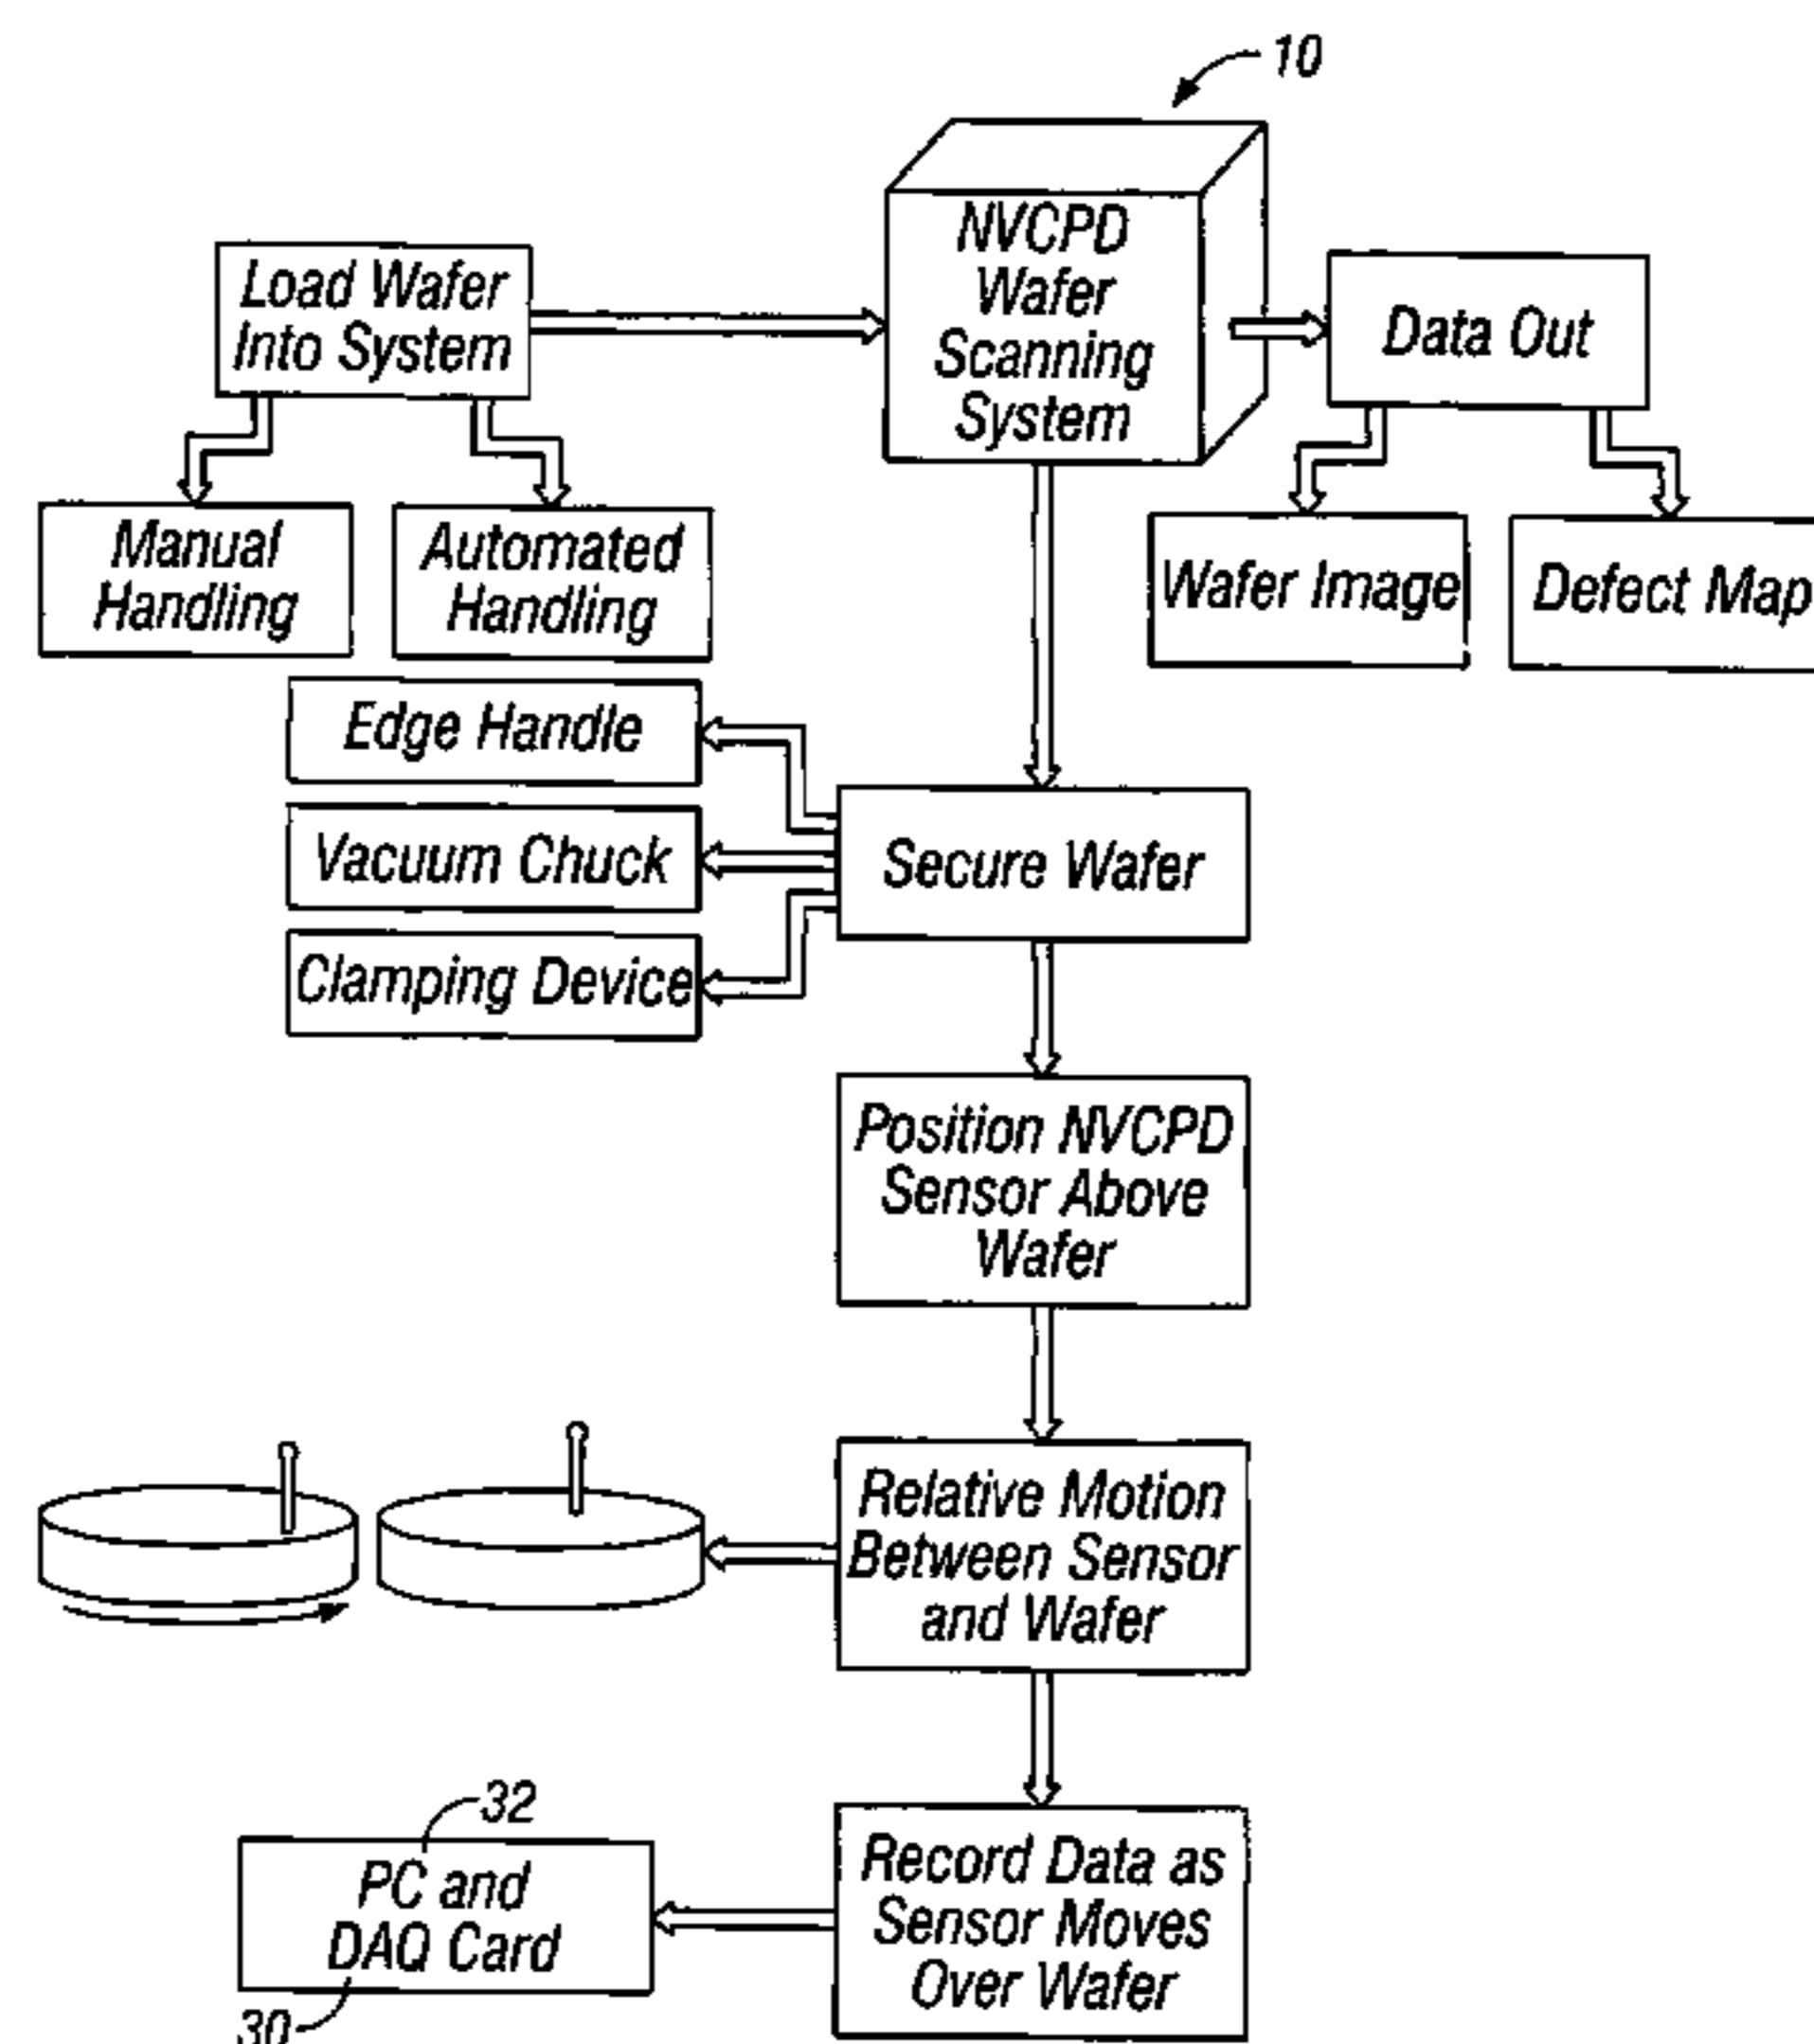 10
NVCPD
Wafer
Scanning
System
Load Wafer
Into System
Data Out
Manual
Handling
Automated
Handling
Wafer Image
Defect Map
Edge Handle
Vacuum Chuck
Clamping Device
Secure Wafer
Position NVCPD
Sensor Above
Wafer
Relative Motion
Between Sensor
and Wafer
32
PC and
DAQ Card
30
Record Data as
Sensor Moves
Over Wafer